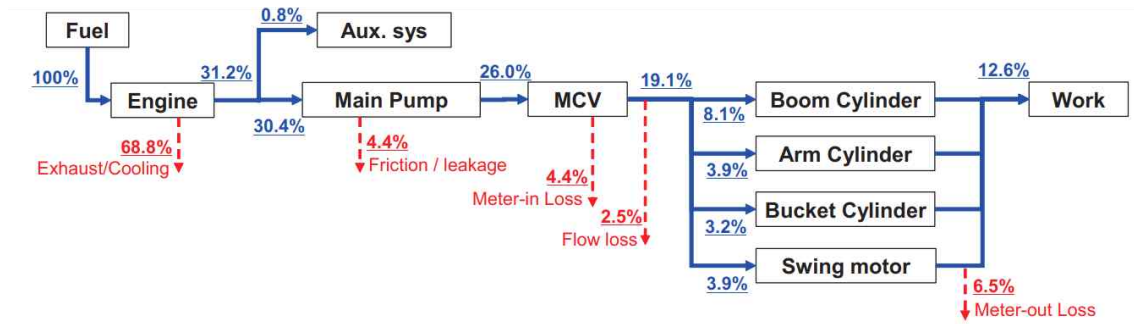 Fuel
0.8%
Aux. sys
100%
31.2%
26.0%
19.1%
12.6%
Engine
Main Pump
MCV
Boom Cylinder
Work
30.4%
8.1%
68.8%
Exhaust/Cooling
4.4%
Friction / leakage
Arm Cylinder
3.9%
4.4%
Meter-in Loss
2.5%
Flow loss
Bucket Cylinder
3.2%
Swing motor
3.9%
6.5%
Meter-out Loss